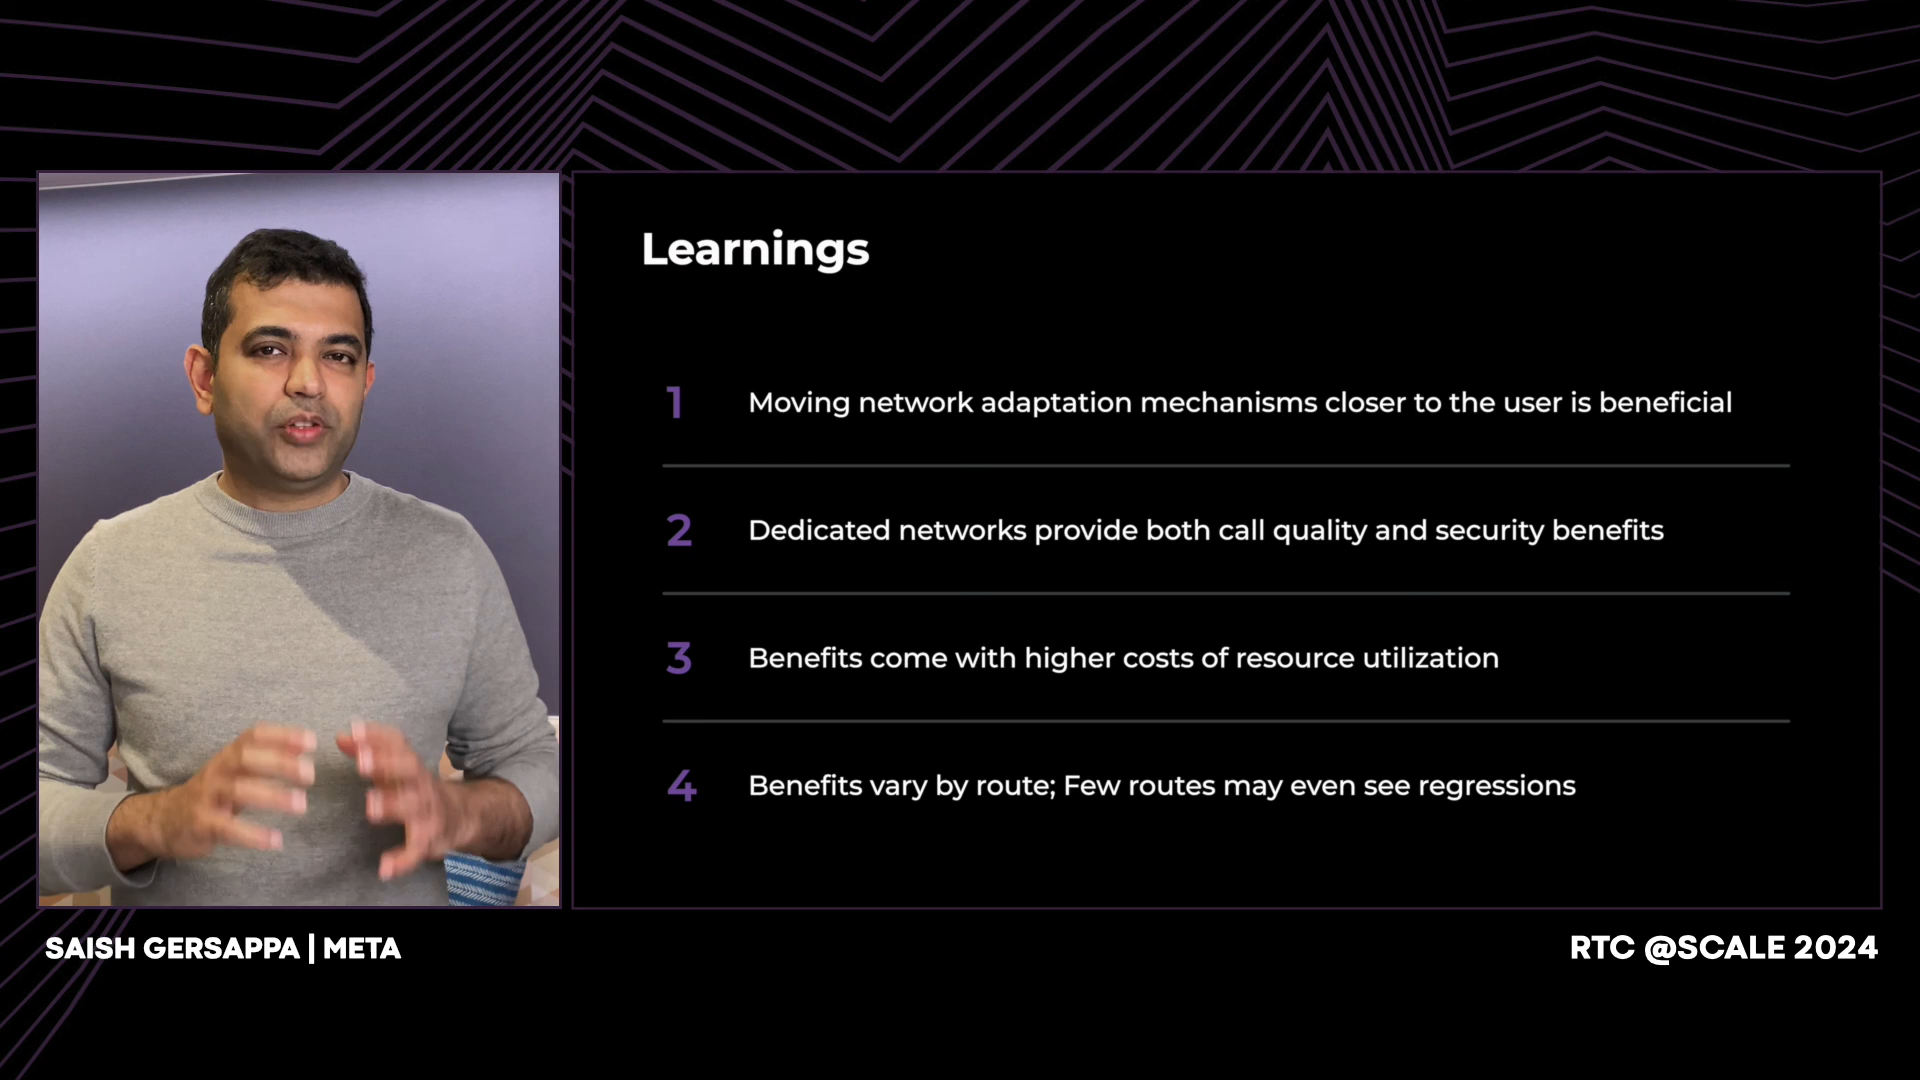 Learnings
1 Moving network adaptation mechanisms closer to the user is beneficial
2 Dedicated networks provide both call quality and security benefits
3 Benefits come with higher costs of resource utilization
4 Benefits vary by route; Few routes may even see regressions
SAISH GERSAPPA | META
RTC @SCALE 2024